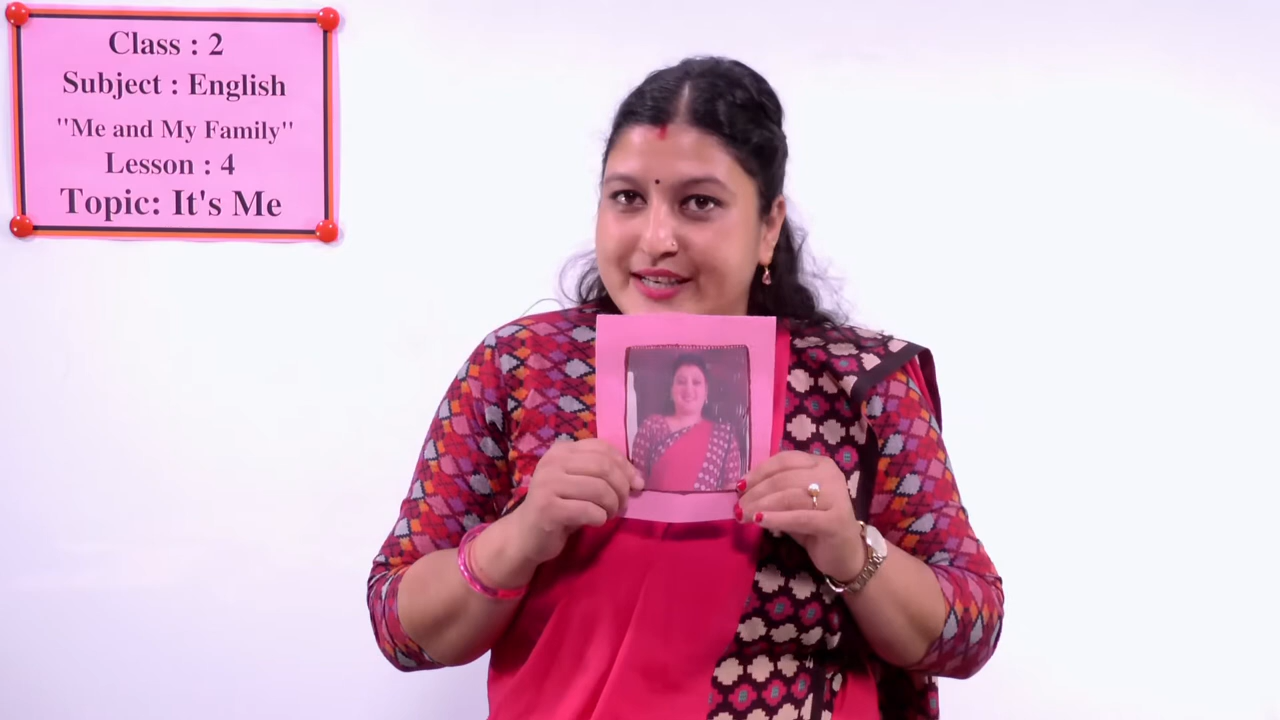 Class : 2
Subject : English
"Me and My Family"
Lesson : 4
Topic: It's Me